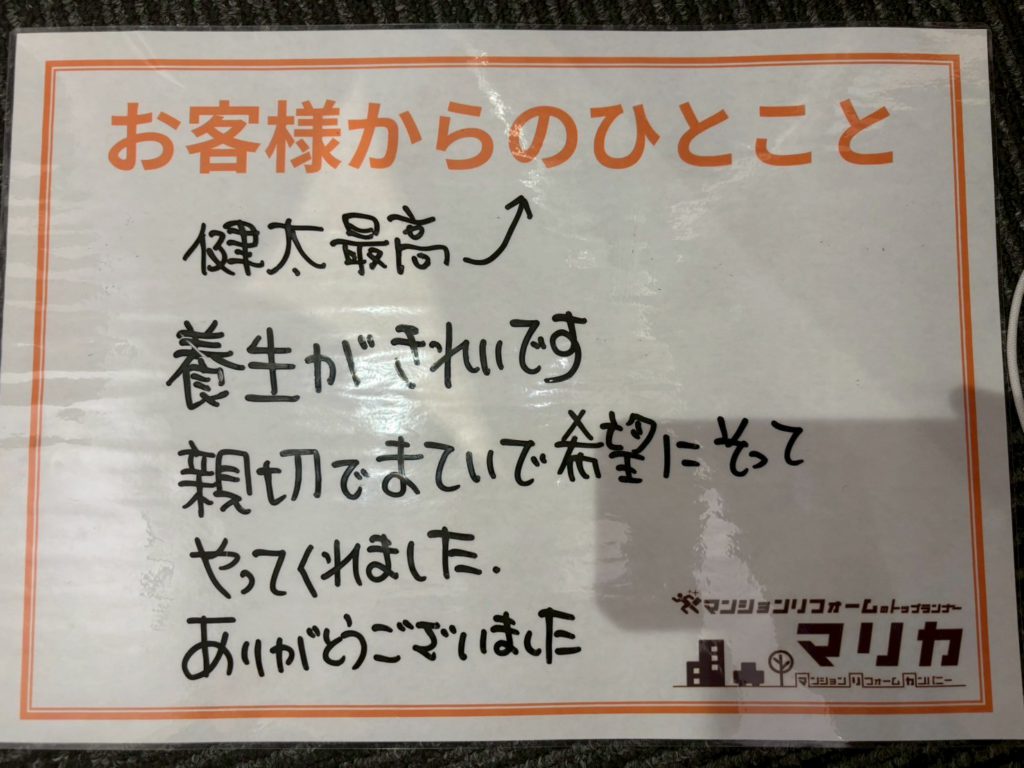 お客様からのひとこと
健太最高
養生がきれいです
親切でまていで希望にそって
やってくれました.
ありがとうございました
マンションリフォームのトップランナー
マリカ
マンションリフォームカンパニー